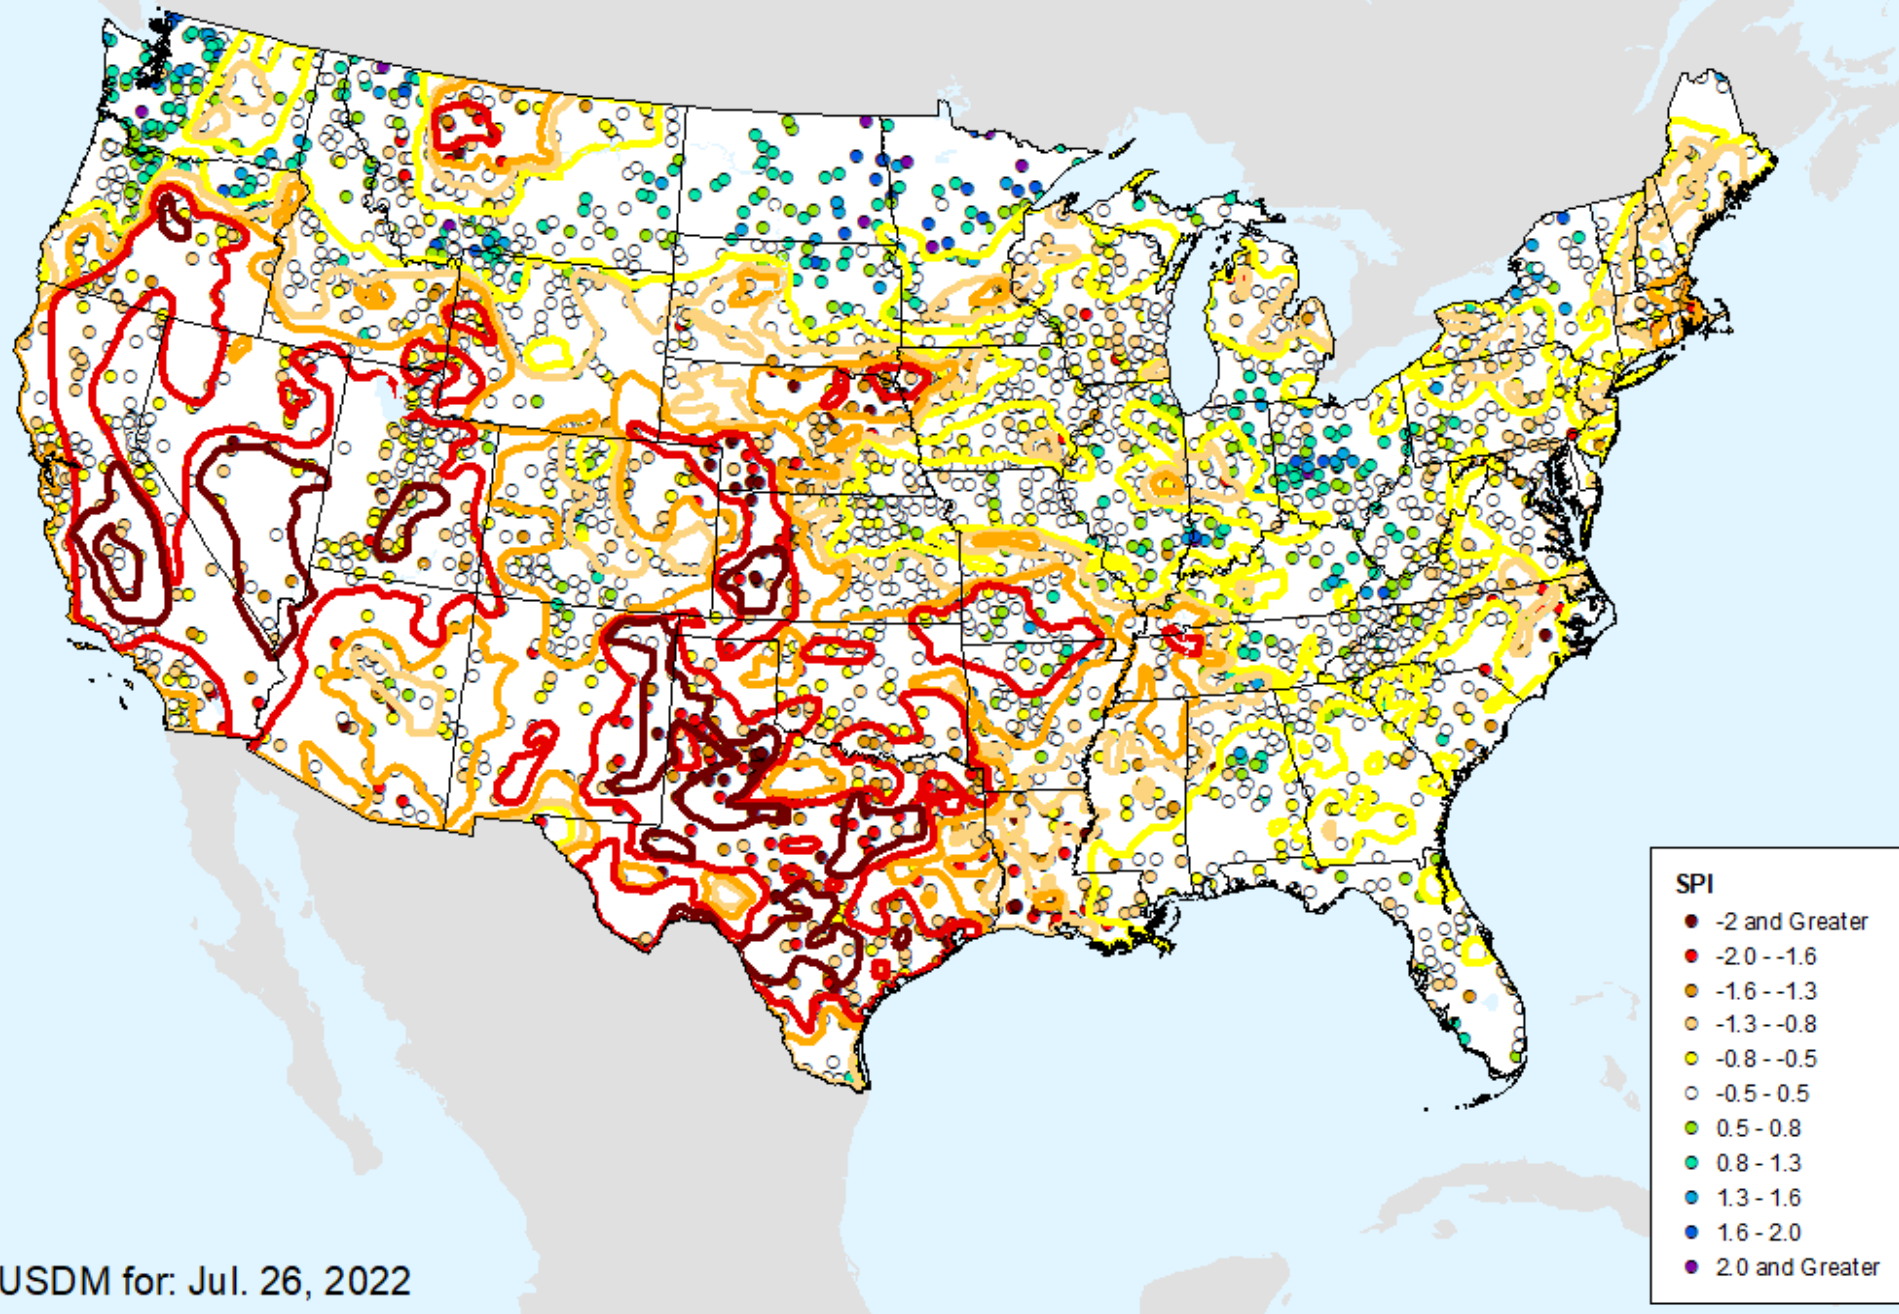 SPI
-2 and Greater
-2.0 - -1.6
-1.6 - -1.3
-1.3 - -0.8
-0.8 - -0.5
-0.5 - 0.5
0.5 - 0.8
0.8 - 1.3
1.3 - 1.6
1.6 - 2.0
2.0 and Greater
USDM for: Jul. 26, 2022